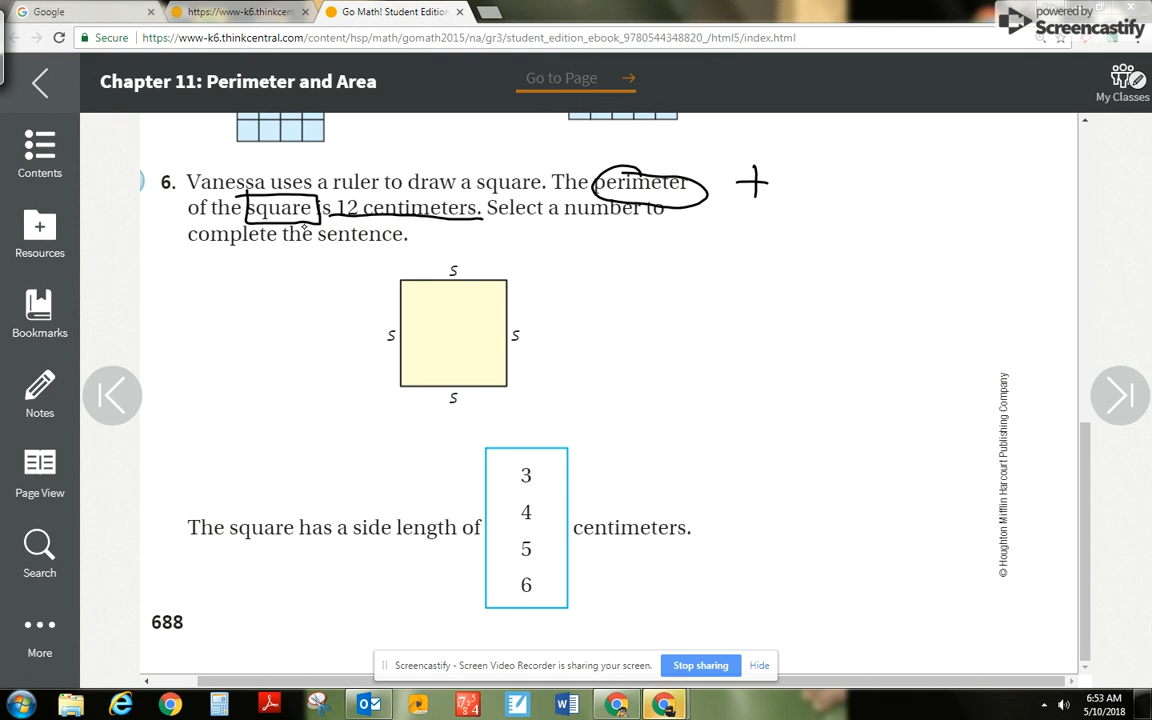 Google
https://www-k6.thinkcent
Go Math! Student Edition
powered by
Screencastify
Secure
https://www-k6.thinkcentral.com/content/hsp/math/gomath2015/na/gr3/student_edition_ebook_9780544348820_/html5/index.html
Chapter 11: Perimeter and Area
Go to Page →
My Classes
Contents
Resources
Bookmarks
Notes
Page View
Search
More
6. Vanessa uses a ruler to draw a square. The perimeter +
of the square is 12 centimeters. Select a number to
complete the sentence.
s
s s
s
3
4
The square has a side length of centimeters.
5
6
© Houghton Mifflin Harcourt Publishing Company
688
Screencastify - Screen Video Recorder is sharing your screen. Stop sharing Hide
6:53 AM
5/10/2018